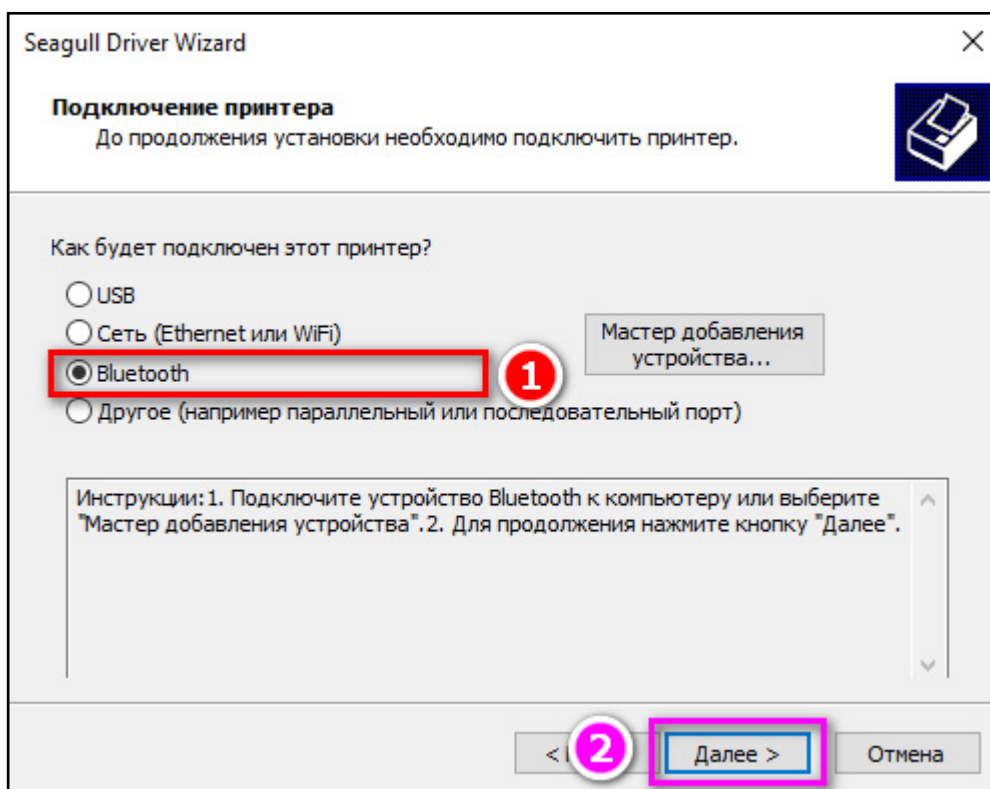 Seagull Driver Wizard
Подключение принтера
До продолжения установки необходимо подключить принтер.
Как будет подключен этот принтер?
USB
Сеть (Ethernet или WiFi)
Мастер добавления
устройства...
Bluetooth
1
Другое (например параллельный или последовательный порт)
Инструкции:1. Подключите устройство Bluetooth к компьютеру или выберите
"Мастер добавления устройства".2. Для продолжения нажмите кнопку "Далее".
<
2
Далее >
Отмена